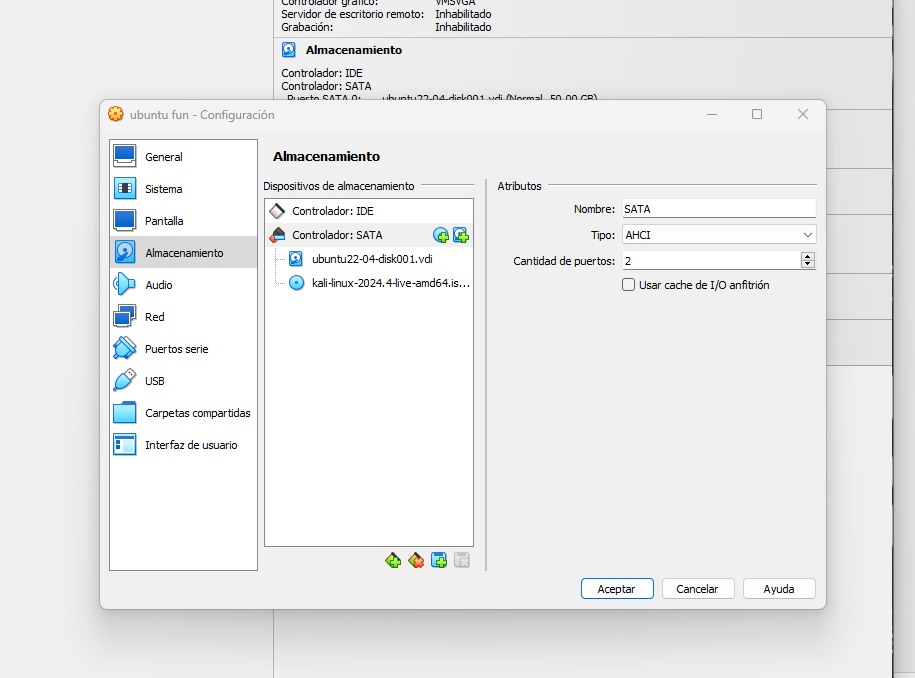 Controlador gráfico: VMSVGA
Servidor de escritorio remoto: Inhabilitado
Grabación: Inhabilitado
Almacenamiento
Controlador: IDE
Controlador: SATA
Puerto SATA 0: ubuntu22-04-disk001.vdi (Normal, 50,00 GB)
ubuntu fun - Configuración
General
Sistema
Pantalla
Almacenamiento
Audio
Red
Puertos serie
USB
Carpetas compartidas
Interfaz de usuario
Almacenamiento
Dispositivos de almacenamiento
Controlador: IDE
Controlador: SATA
ubuntu22-04-disk001.vdi
kali-linux-2024.4-live-amd64.is...
Atributos
Nombre: SATA
Tipo: AHCI
Cantidad de puertos: 2
Usar cache de I/O anfitrión
Aceptar Cancelar Ayuda